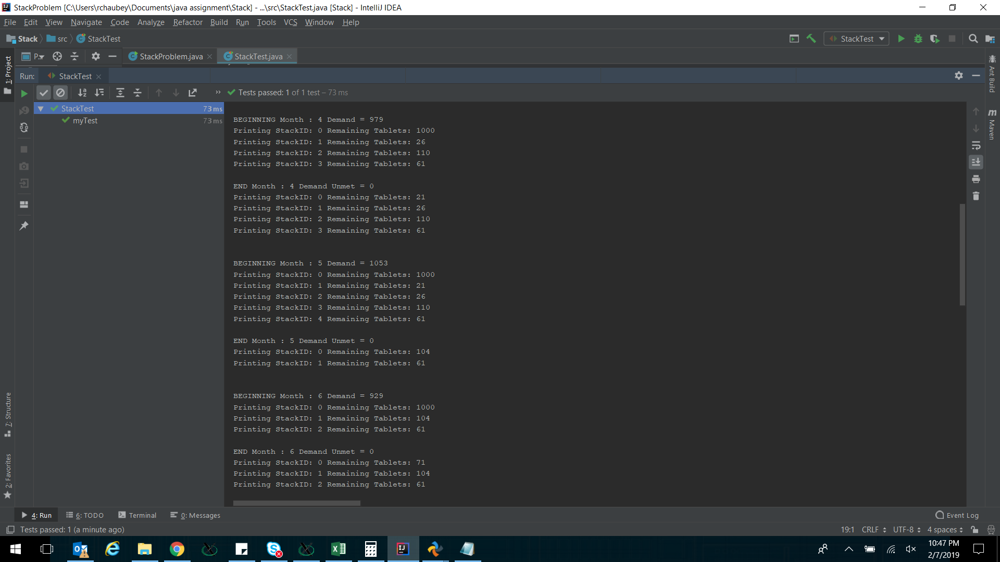 StackProblem [C:\Users\rchaubey\Documents\java assignment\Stack] - ...\src\StackTest.java [Stack] - IntelliJ IDEA
File Edit View Navigate Code Analyze Refactor Build Run Tools VCS Window Help
Stack src StackTest
StackTest
P..
StackProblem.java
StackTest.java
1: Project
Ant Build
Maven
Run: StackTest
Tests passed: 1 of 1 test – 73 ms
StackTest 73 ms
myTest 73 ms
BEGINNING Month : 4 Demand = 979
Printing StackID: 0 Remaining Tablets: 1000
Printing StackID: 1 Remaining Tablets: 26
Printing StackID: 2 Remaining Tablets: 110
Printing StackID: 3 Remaining Tablets: 61
END Month : 4 Demand Unmet = 0
Printing StackID: 0 Remaining Tablets: 21
Printing StackID: 1 Remaining Tablets: 26
Printing StackID: 2 Remaining Tablets: 110
Printing StackID: 3 Remaining Tablets: 61
BEGINNING Month : 5 Demand = 1053
Printing StackID: 0 Remaining Tablets: 1000
Printing StackID: 1 Remaining Tablets: 21
Printing StackID: 2 Remaining Tablets: 26
Printing StackID: 3 Remaining Tablets: 110
Printing StackID: 4 Remaining Tablets: 61
END Month : 5 Demand Unmet = 0
Printing StackID: 0 Remaining Tablets: 104
Printing StackID: 1 Remaining Tablets: 61
BEGINNING Month : 6 Demand = 929
Printing StackID: 0 Remaining Tablets: 1000
Printing StackID: 1 Remaining Tablets: 104
Printing StackID: 2 Remaining Tablets: 61
END Month : 6 Demand Unmet = 0
Printing StackID: 0 Remaining Tablets: 71
Printing StackID: 1 Remaining Tablets: 104
Printing StackID: 2 Remaining Tablets: 61
7: Structure
2: Favorites
4: Run 6: TODO Terminal 0: Messages Event Log
Tests passed: 1 (a minute ago) 19:1 CRLF UTF-8 4 spaces
10:47 PM
2/7/2019